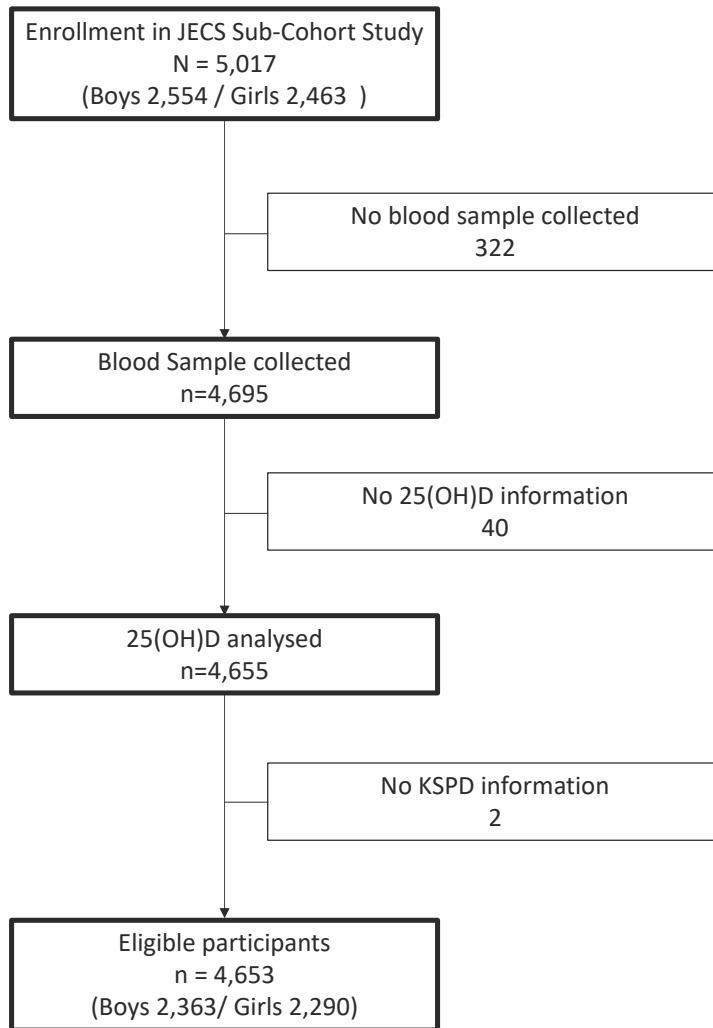 Enrollment in JECS Sub-Cohort Study
N = 5,017
(Boys 2,554 / Girls 2,463  )
No blood sample collected
322
Blood Sample collected
n=4,695
No 25(OH)D information
40
25(OH)D analysed
n=4,655
No KSPD information
2
Eligible participants
n = 4,653
(Boys 2,363/ Girls 2,290)